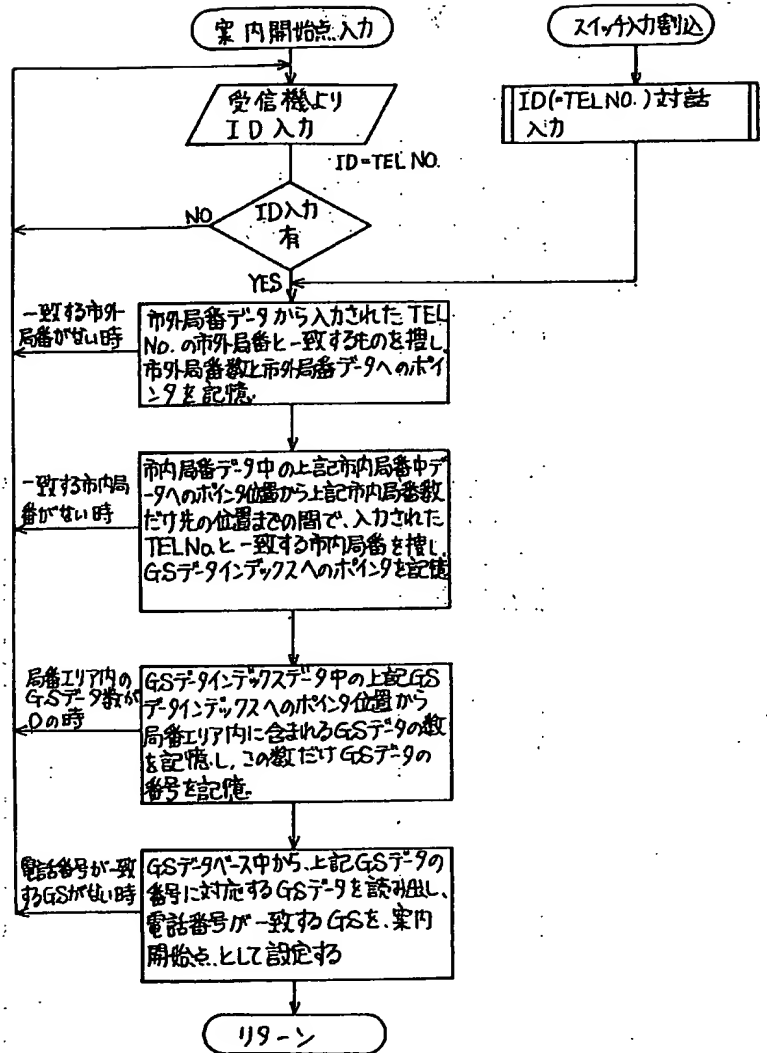 案内開始点入力
スイッチ入力割込
受信機より
ID入力
ID(=TEL NO.)対話
入力
ID=TEL NO.
NO
ID入力
有
YES
一致する市外
局番がない時
市外局番データから入力されたTEL
No.の市外局番と一致するものを捜し、
市外局番数と市外局番データへのポイ
ンタを記憶.
一致する市内局
番がない時
市内局番データ中の上記市内局番中デ
ータへのポインタ位置から上記市内局番数
だけ先の位置までの間で、入力された
TELNo.と一致する市内局番を捜し、
GSデータインデックスへのポインタを記憶
局番エリア内の
GSデータ数が
0の時
GSデータインデックスデータ中の上記GS
データインデックスへのポインタ位置から
局番エリア内に含まれるGSデータの数
を記憶し、この数だけGSデータの
番号を記憶.
電話番号が一致
するGSがない時
GSデータベース中から、上記GSデータの
番号に対応するGSデータを読み出し、
電話番号が一致するGSを、案内
開始点として設定する
リターン